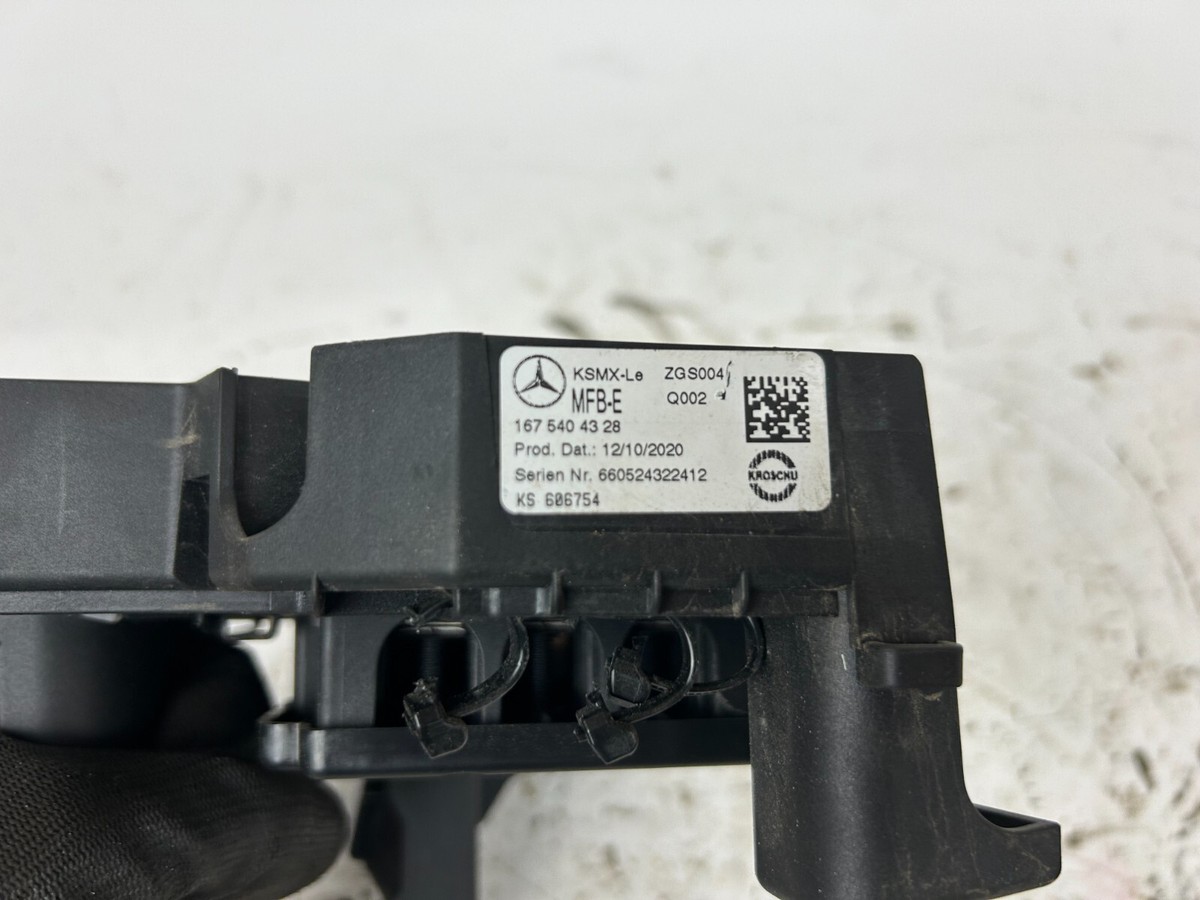 KSMX-Le ZGS004
MFB-E Q002
167 540 43 28
Prod. Dat.: 12/10/2020
Serien Nr. 660524322412
KS 606754
KROSCHU